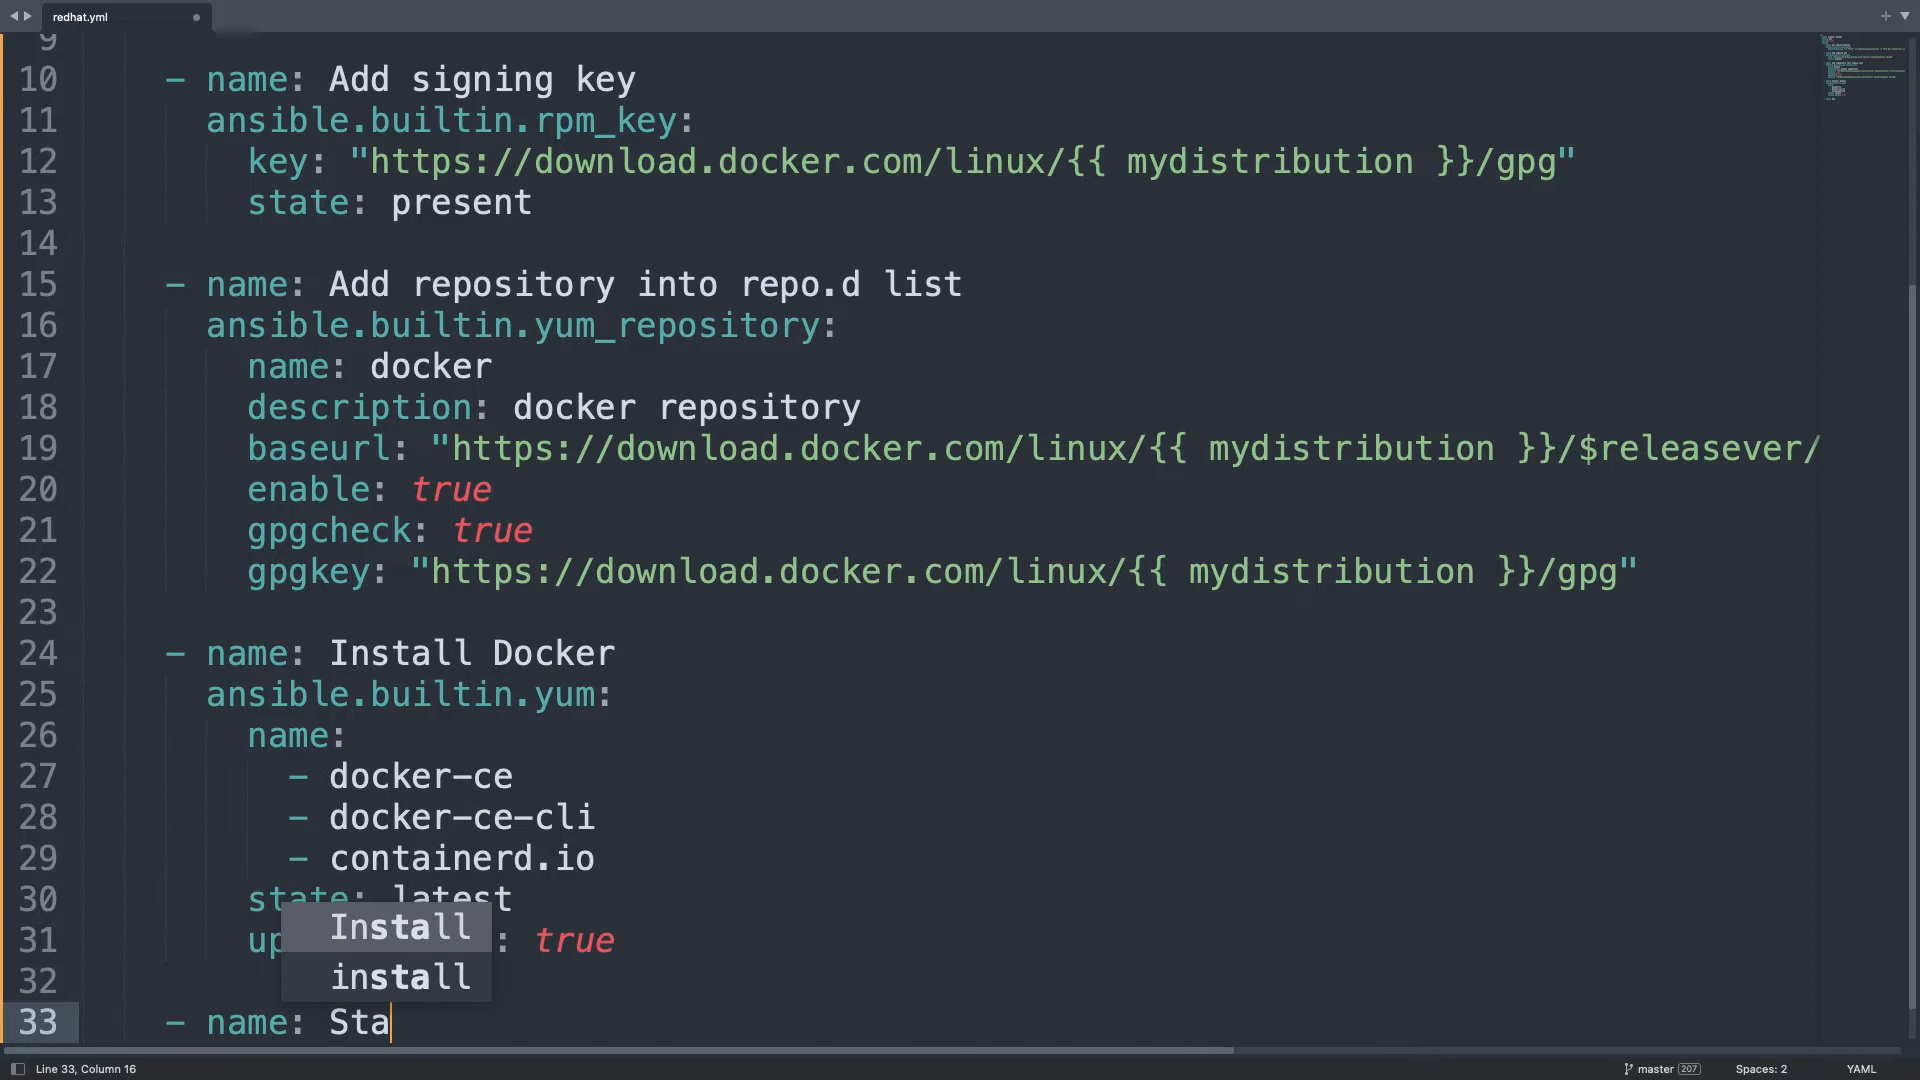 redhat.yml
9
10 - name: Add signing key
11 ansible.builtin.rpm_key:
12 key: "https://download.docker.com/linux/{{ mydistribution }}/gpg"
13 state: present
14
15 - name: Add repository into repo.d list
16 ansible.builtin.yum_repository:
17 name: docker
18 description: docker repository
19 baseurl: "https://download.docker.com/linux/{{ mydistribution }}/$releasever/
20 enable: true
21 gpgcheck: true
22 gpgkey: "https://download.docker.com/linux/{{ mydistribution }}/gpg"
23
24 - name: Install Docker
25 ansible.builtin.yum:
26 name:
27 - docker-ce
28 - docker-ce-cli
29 - containerd.io
30 state: latest
Install
31 up : true
install
32
33 - name: Sta
Line 33, Column 16
master 207
Spaces: 2
YAML